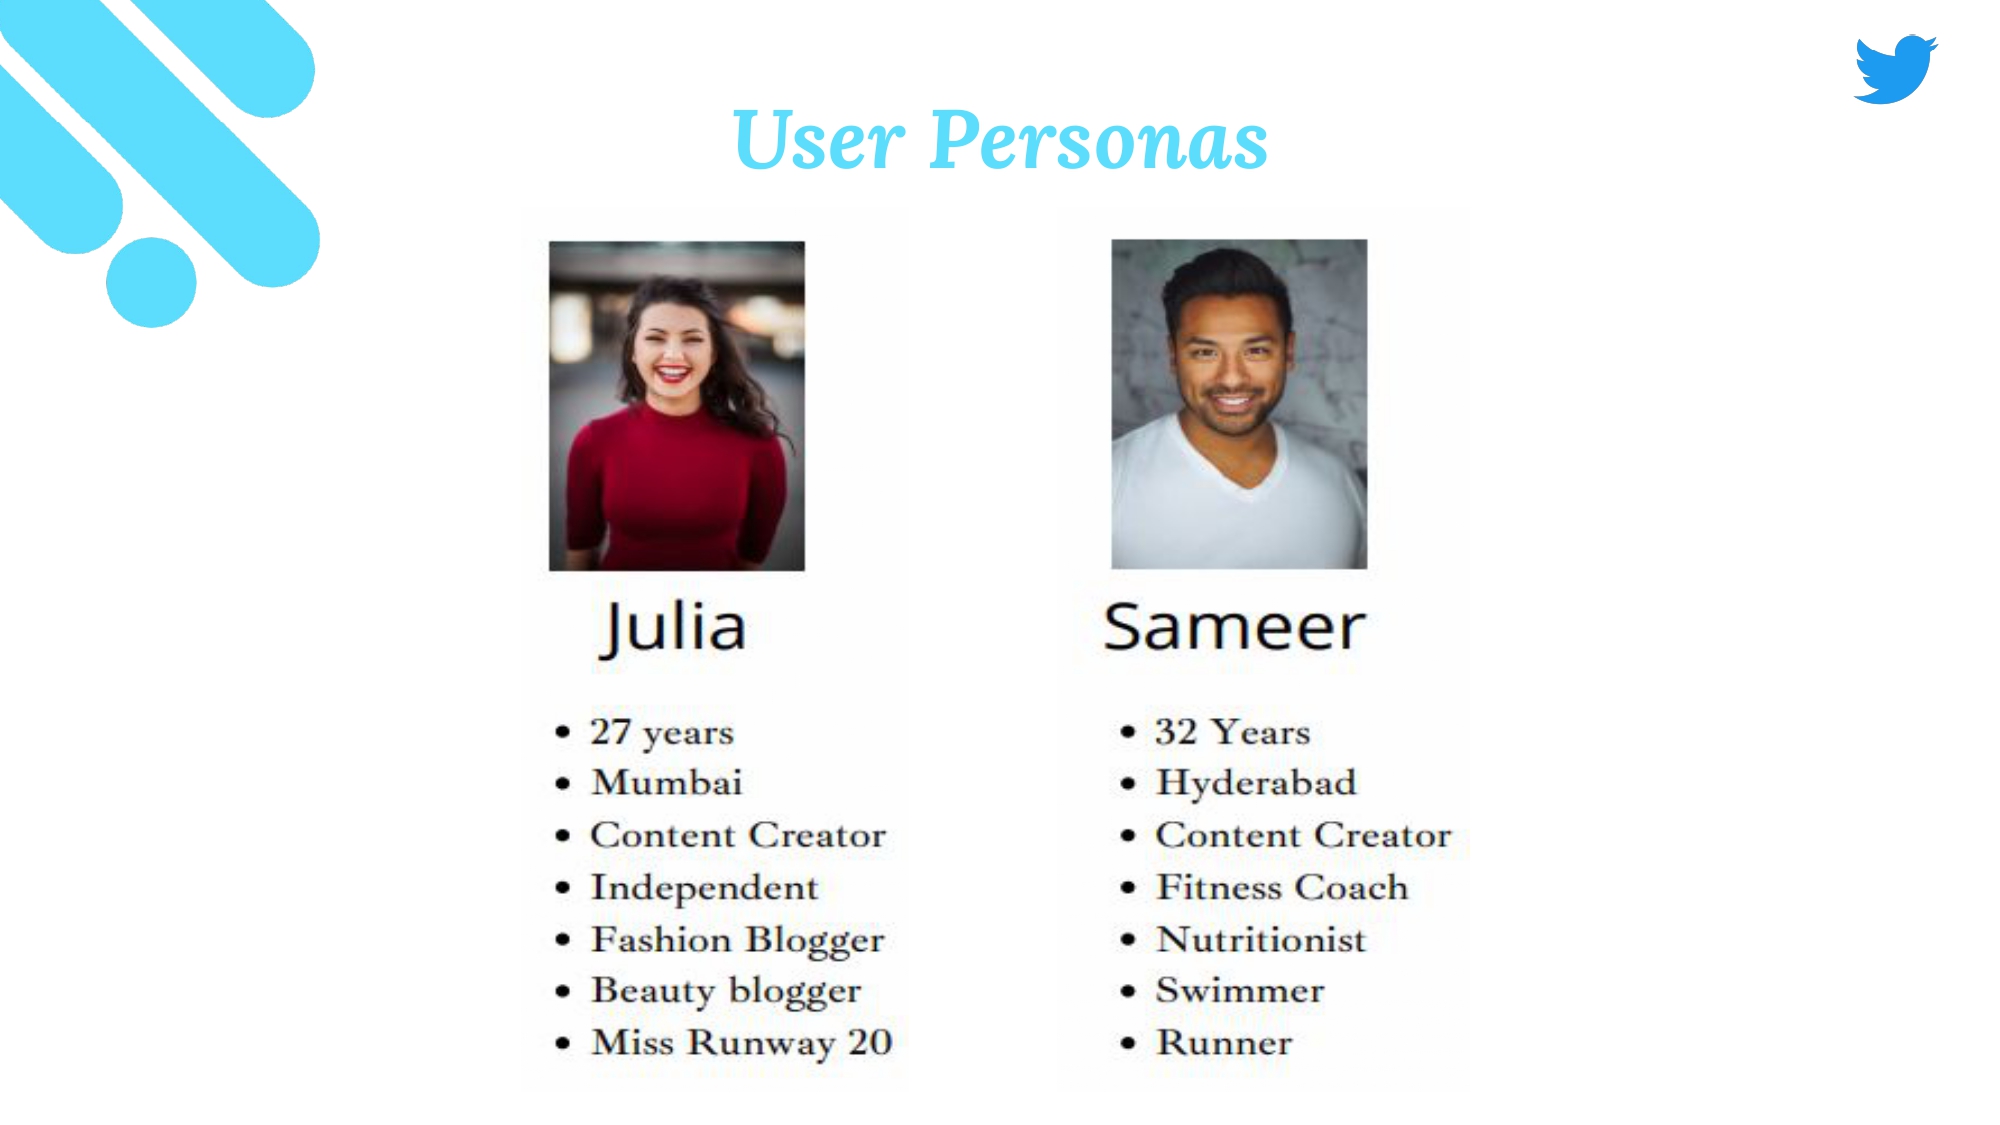 User Personas
Julia
• 27 years
• Mumbai
• Content Creator
• Independent
• Fashion Blogger
• Beauty blogger
• Miss Runway 20
Sameer
• 32 Years
• Hyderabad
• Content Creator
• Fitness Coach
• Nutritionist
• Swimmer
• Runner